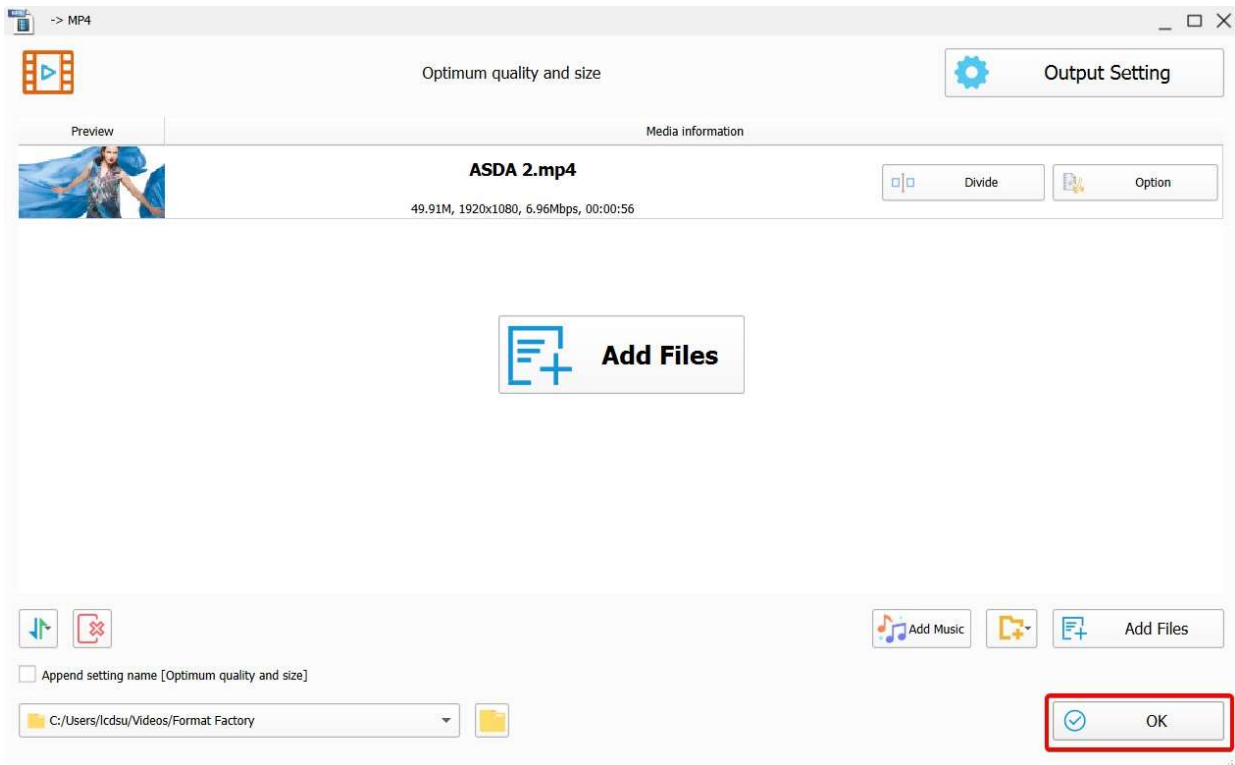 -> MP4
Optimum quality and size
Output Setting
Preview
Media information
ASDA 2.mp4
49.91M, 1920x1080, 6.96Mbps, 00:00:56
Divide
Option
Add Files
Add Music
Add Files
Append setting name [Optimum quality and size]
C:/Users/lcdsu/Videos/Format Factory
OK